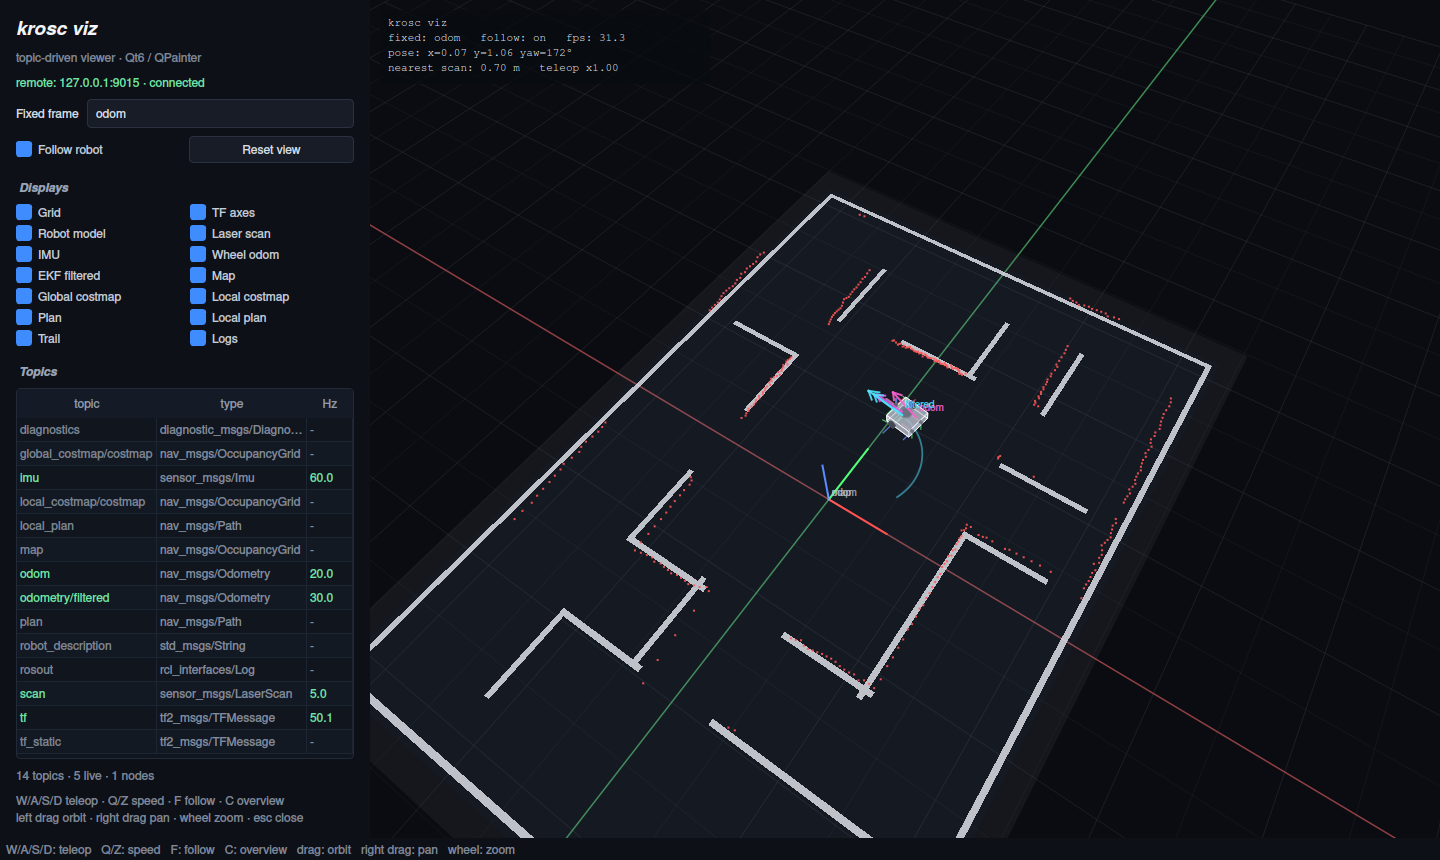 krosc viz
topic-driven viewer · Qt6 / QPainter
remote: 127.0.0.1:9015 · connected
Fixed frame odom
Follow robot Reset view
Displays
Grid TF axes
Robot model Laser scan
IMU Wheel odom
EKF filtered Map
Global costmap Local costmap
Plan Local plan
Trail Logs
Topics
topic type Hz
diagnostics diagnostic_msgs/Diagno... -
global_costmap/costmap nav_msgs/OccupancyGrid -
imu sensor_msgs/Imu 60.0
local_costmap/costmap nav_msgs/OccupancyGrid -
local_plan nav_msgs/Path -
map nav_msgs/OccupancyGrid -
odom nav_msgs/Odometry 20.0
odometry/filtered nav_msgs/Odometry 30.0
plan nav_msgs/Path -
robot_description std_msgs/String -
rosout rcl_interfaces/Log -
scan sensor_msgs/LaserScan 5.0
tf tf2_msgs/TFMessage 50.1
tf_static tf2_msgs/TFMessage -
14 topics · 5 live · 1 nodes
W/A/S/D teleop · Q/Z speed · F follow · C overview
left drag orbit · right drag pan · wheel zoom · esc close
krosc viz
fixed: odom follow: on fps: 31.3
pose: x=0.07 y=1.06 yaw=172°
nearest scan: 0.70 m teleop x1.00
W/A/S/D: teleop Q/Z: speed F: follow C: overview drag: orbit right drag: pan wheel: zoom